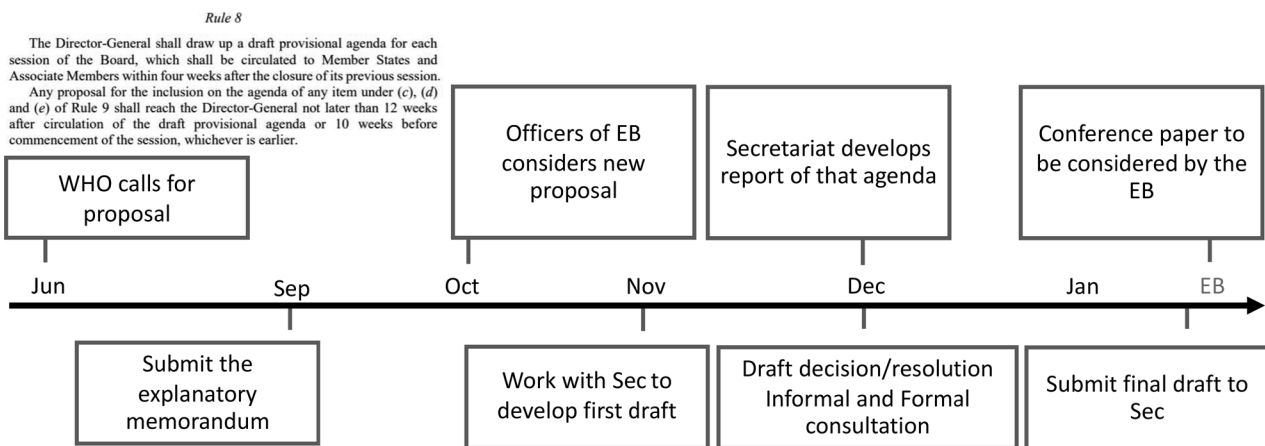 Rule 8
The Director-General shall draw up a draft provisional agenda for each
session of the Board, which shall be circulated to Member States and
Associate Members within four weeks after the closure of its previous session.
Any proposal for the inclusion on the agenda of any item under (c), (d)
and (e) of Rule 9 shall reach the Director-General not later than 12 weeks
after circulation of the draft provisional agenda or 10 weeks before
commencement of the session, whichever is earlier.
WHO calls for
proposal
Officers of EB
considers new
proposal
Secretariat develops
report of that agenda
Conference paper to
be considered by the
EB
Jun
Sep
Oct
Nov
Dec
Jan
EB
Submit the
explanatory
memorandum
Work with Sec to
develop first draft
Draft decision/resolution
Informal and Formal
consultation
Submit final draft to
Sec